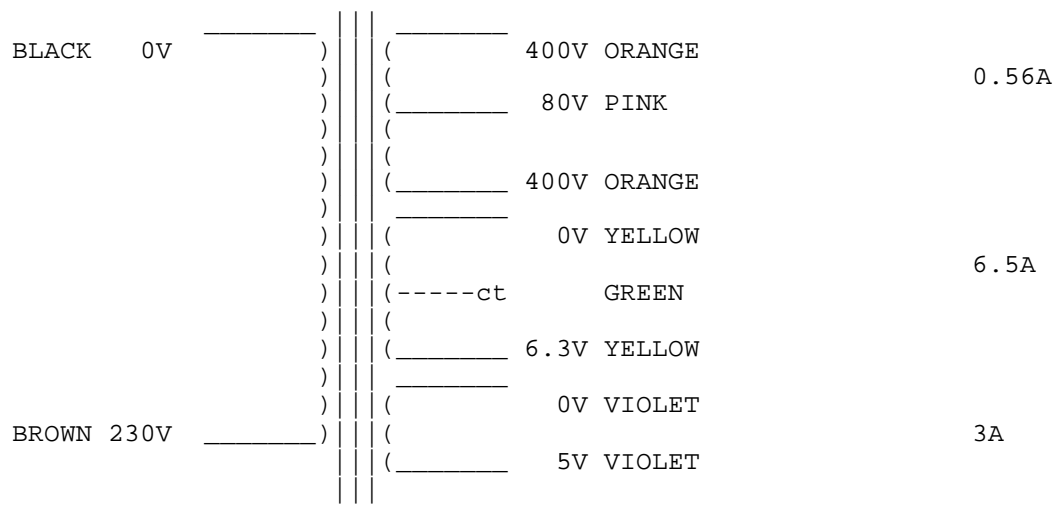 BLACK 0V 400V ORANGE
0.56A
80V PINK
400V ORANGE
0V YELLOW
6.5A
ct GREEN
6.3V YELLOW
0V VIOLET
BROWN 230V 3A
5V VIOLET